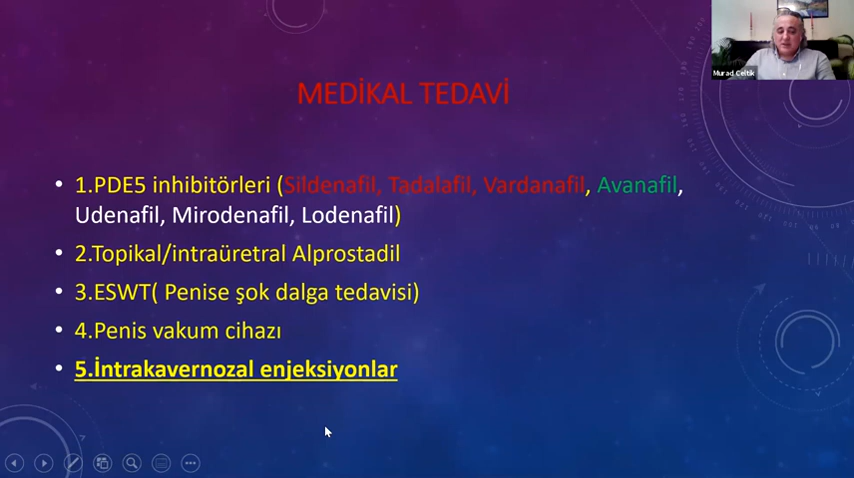 Murad Çeltik
MEDİKAL TEDAVİ
• 1.PDE5 inhibitörleri (Sildenafil, Tadalafil, Vardanafil, Avanafil,
Udenafil, Mirodenafil, Lodenafil)
• 2.Topikal/intraüretral Alprostadil
• 3.ESWT( Penise şok dalga tedavisi)
• 4.Penis vakum cihazı
• 5.İntrakavernozal enjeksiyonlar